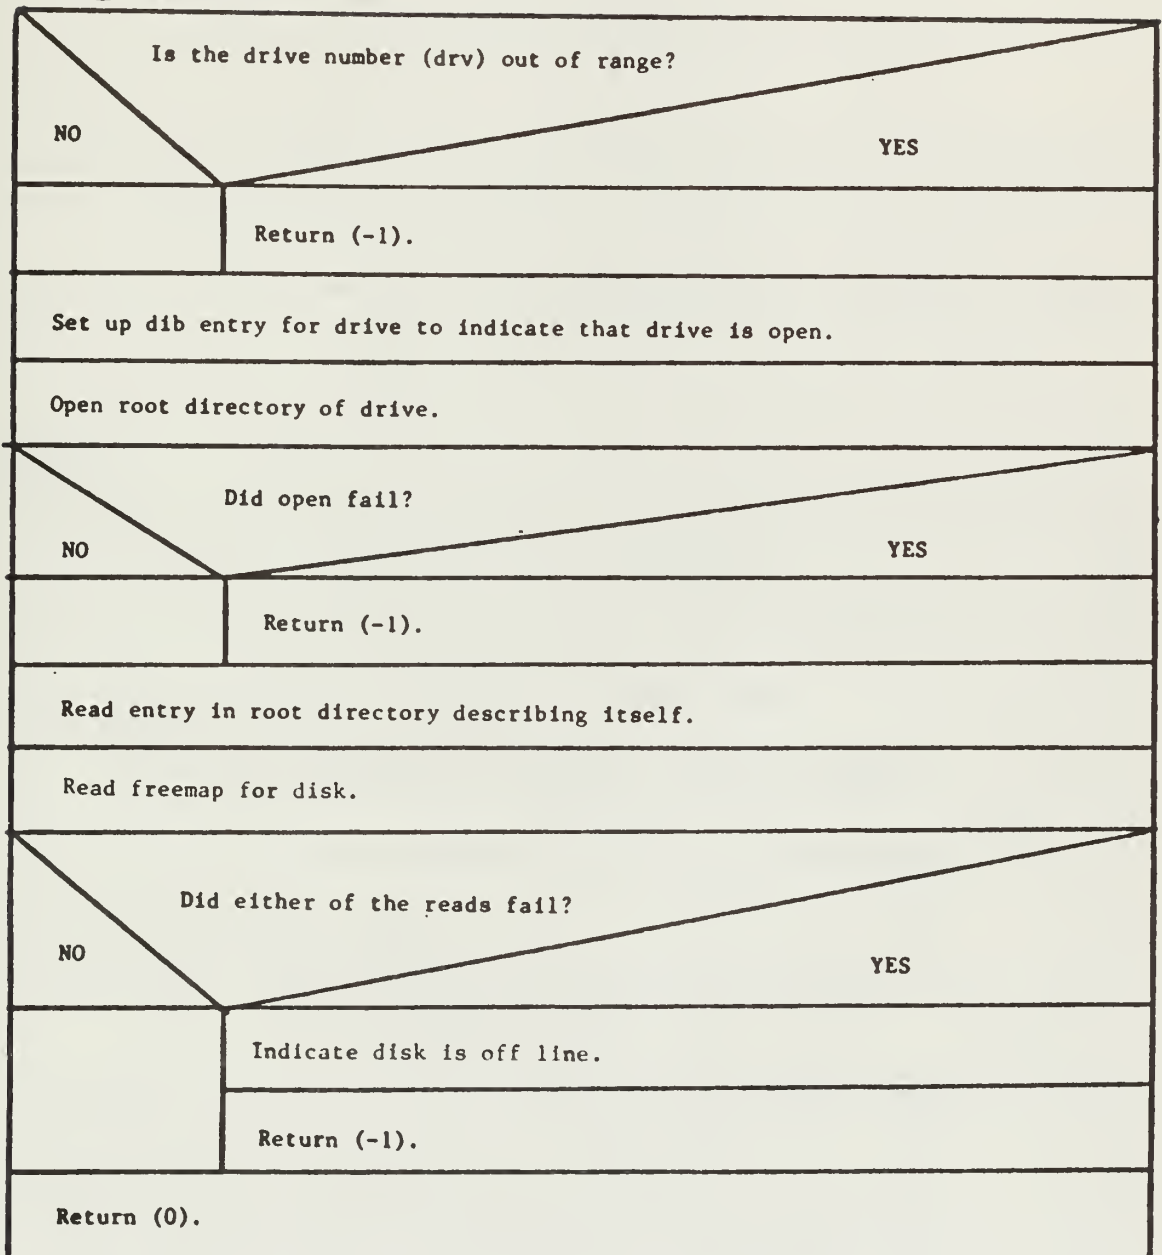 Is the drive number (drv) out of range?
NO
YES
Return (-1).
Set up dib entry for drive to indicate that drive is open.
Open root directory of drive.
Did open fail?
NO
YES
Return (-1).
Read entry in root directory describing itself.
Read freemap for disk.
Did either of the reads fail?
NO
YES
Indicate disk is off line.
Return (-1).
Return (0).